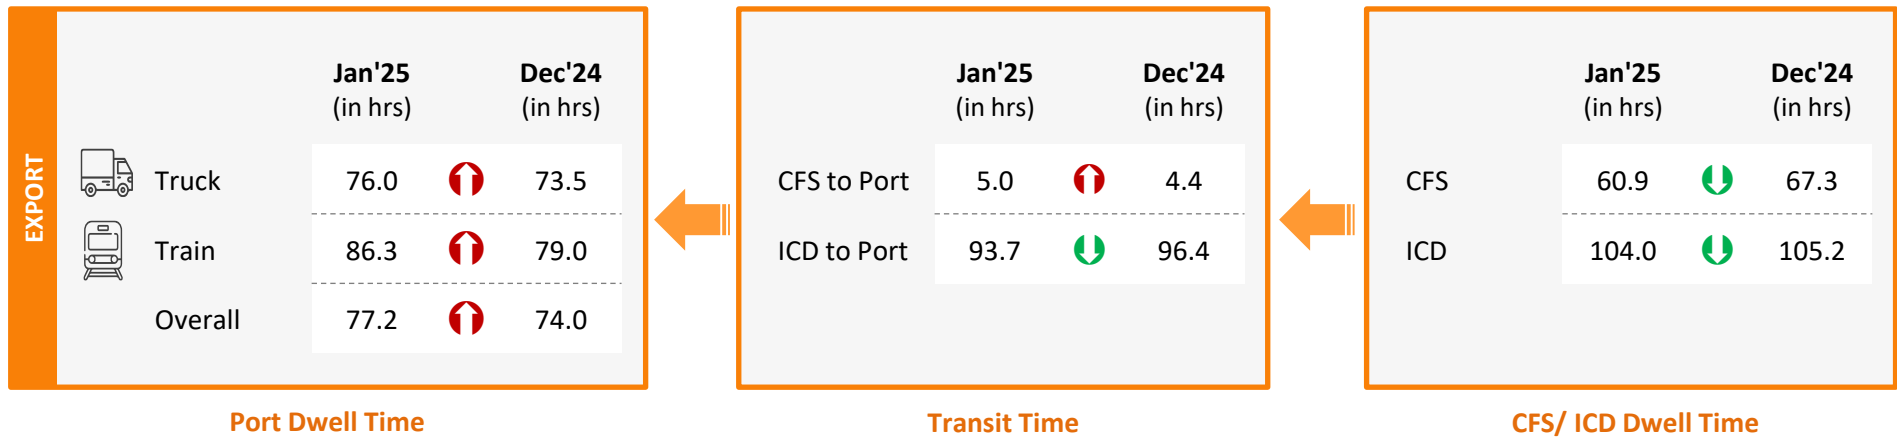 EXPORT
Jan'25 Dec'24
(in hrs) (in hrs)
Truck 76.0 73.5
Train 86.3 79.0
Overall 77.2 74.0
Port Dwell Time
Jan'25 Dec'24
(in hrs) (in hrs)
CFS to Port 5.0 4.4
ICD to Port 93.7 96.4
Transit Time
Jan'25 Dec'24
(in hrs) (in hrs)
CFS 60.9 67.3
ICD 104.0 105.2
CFS/ ICD Dwell Time